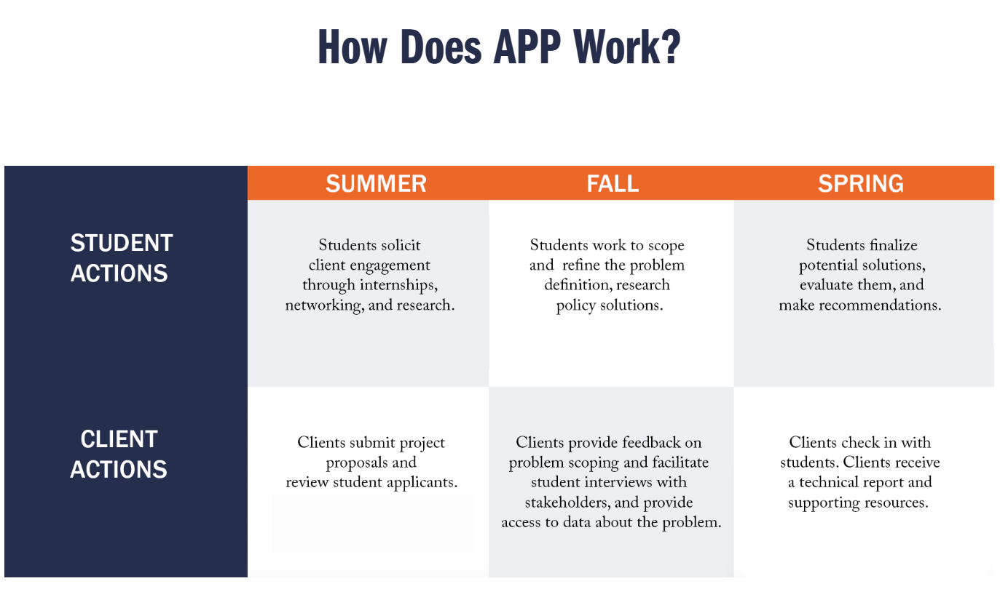 How Does APP Work?
SUMMER
FALL
SPRING
STUDENT
ACTIONS
Students solicit
client engagement
through internships,
networking, and research.
Students work to scope
and  refine the problem
definition, research
policy solutions.
Students finalize
potential solutions,
evaluate them, and
make recommendations.
CLIENT
ACTIONS
Clients submit project
proposals and
review student applicants.
Clients provide feedback on
problem scoping and facilitate
student interviews with
stakeholders, and provide
access to data about the problem.
Clients check in with
students. Clients receive
a technical report and
supporting resources.